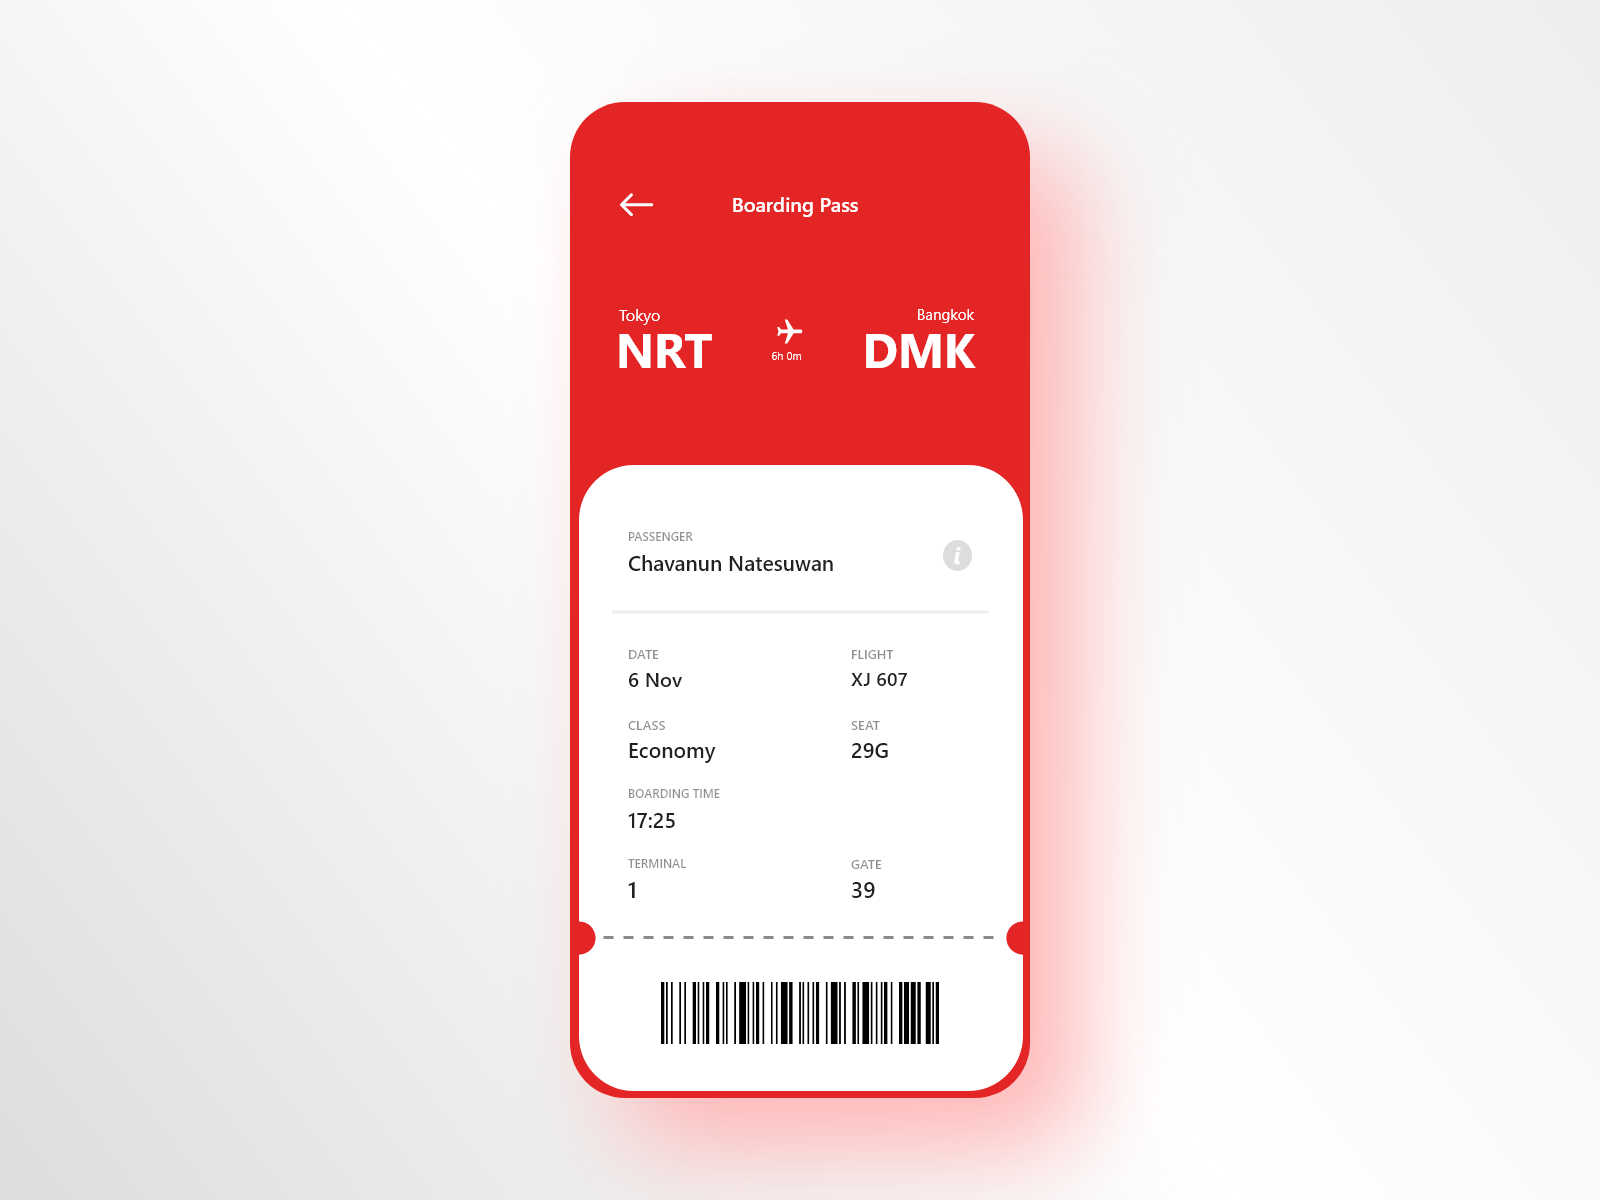 Boarding Pass
Tokyo
NRT
6h 0m
Bangkok
DMK
PASSENGER
Chavanun Natesuwan
i
DATE
6 Nov
FLIGHT
XJ 607
CLASS
Economy
SEAT
29G
BOARDING TIME
17:25
TERMINAL
1
GATE
39